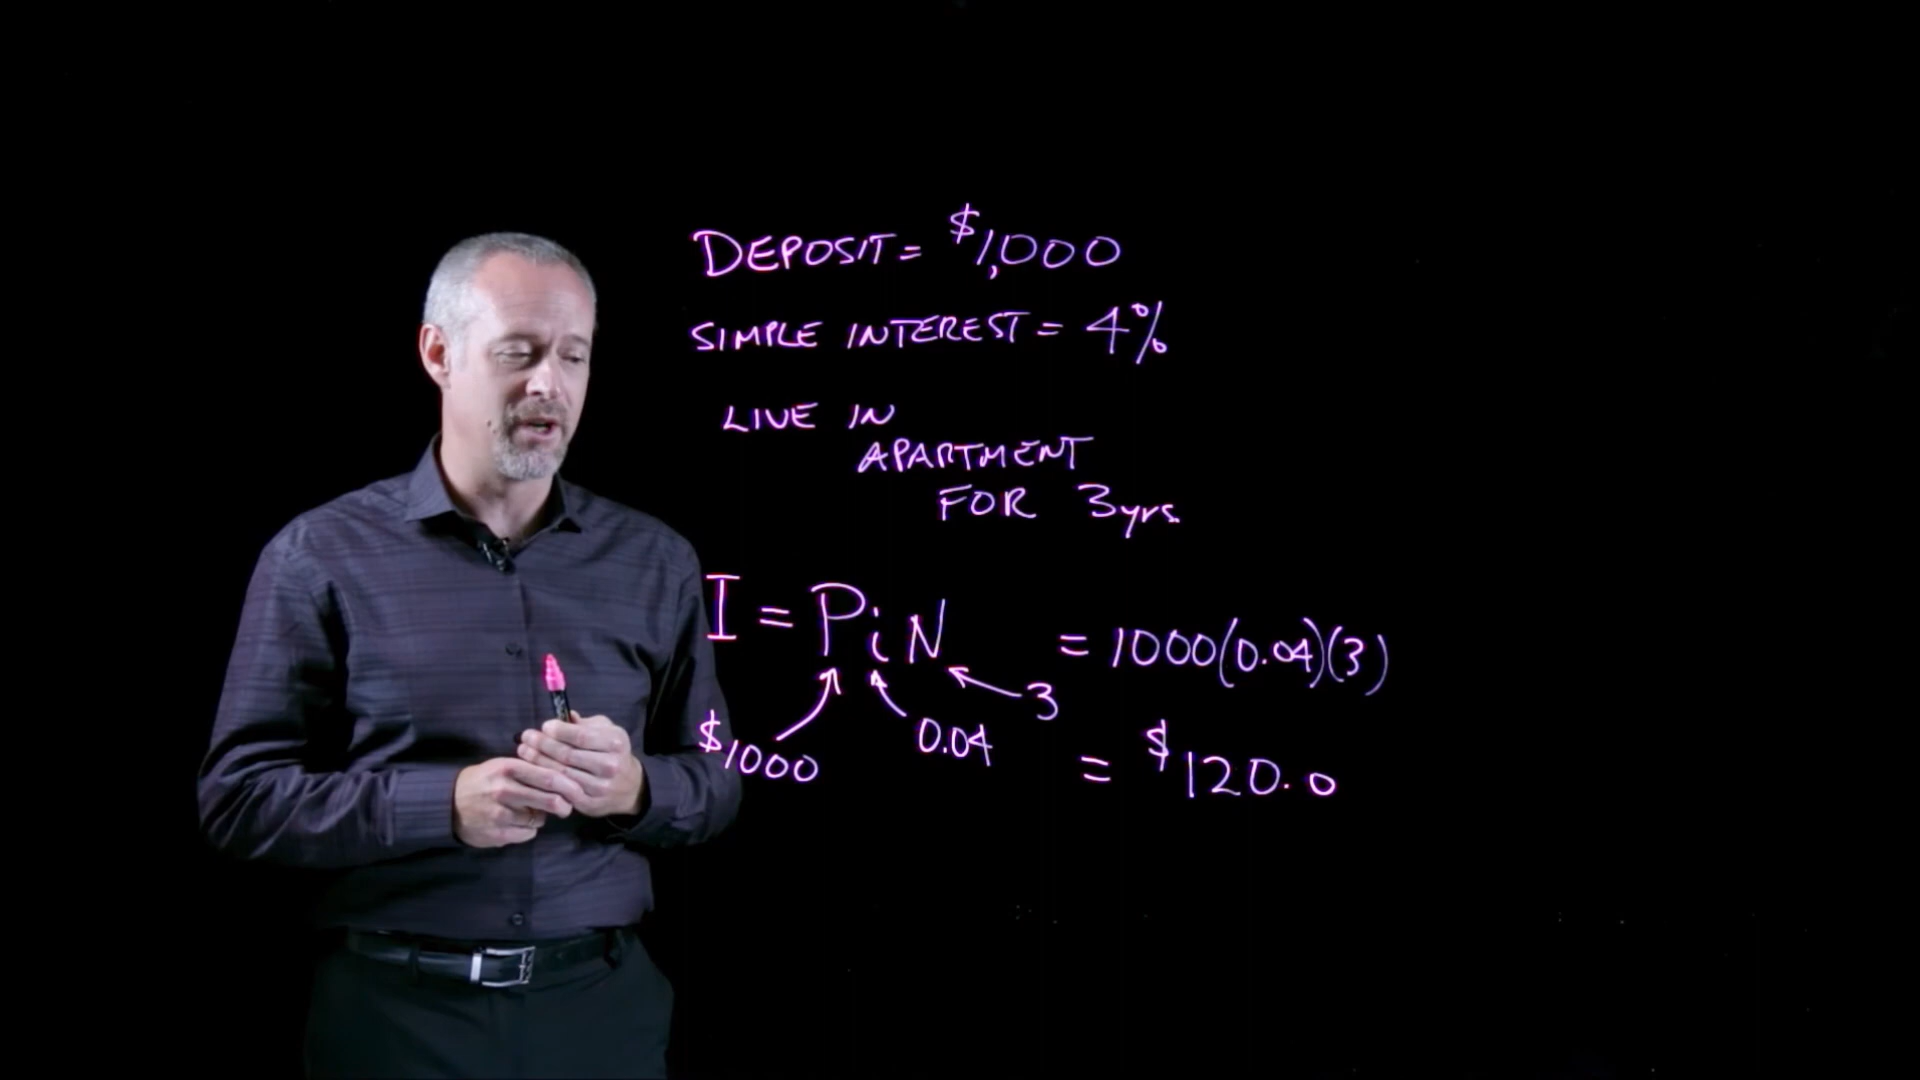 DEPOSIT = $1,000
SIMPLE INTEREST = 4%
LIVE IN
APARTMENT
FOR 3yrs.
I = PiN = 1000(0.04)(3)
$1000 0.04 3
= $120.0